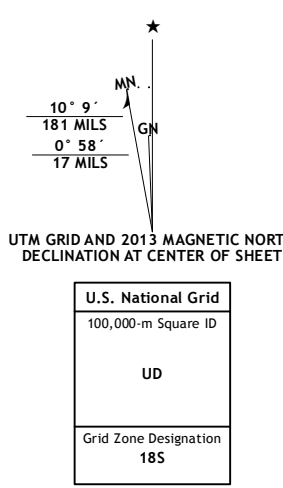 ★
MN
10° 9´
181 MILS
GN
0° 58´
17 MILS
UTM GRID AND 2013 MAGNETIC NORT
DECLINATION AT CENTER OF SHEET
U.S. National Grid
100,000-m Square ID
UD
Grid Zone Designation
18S